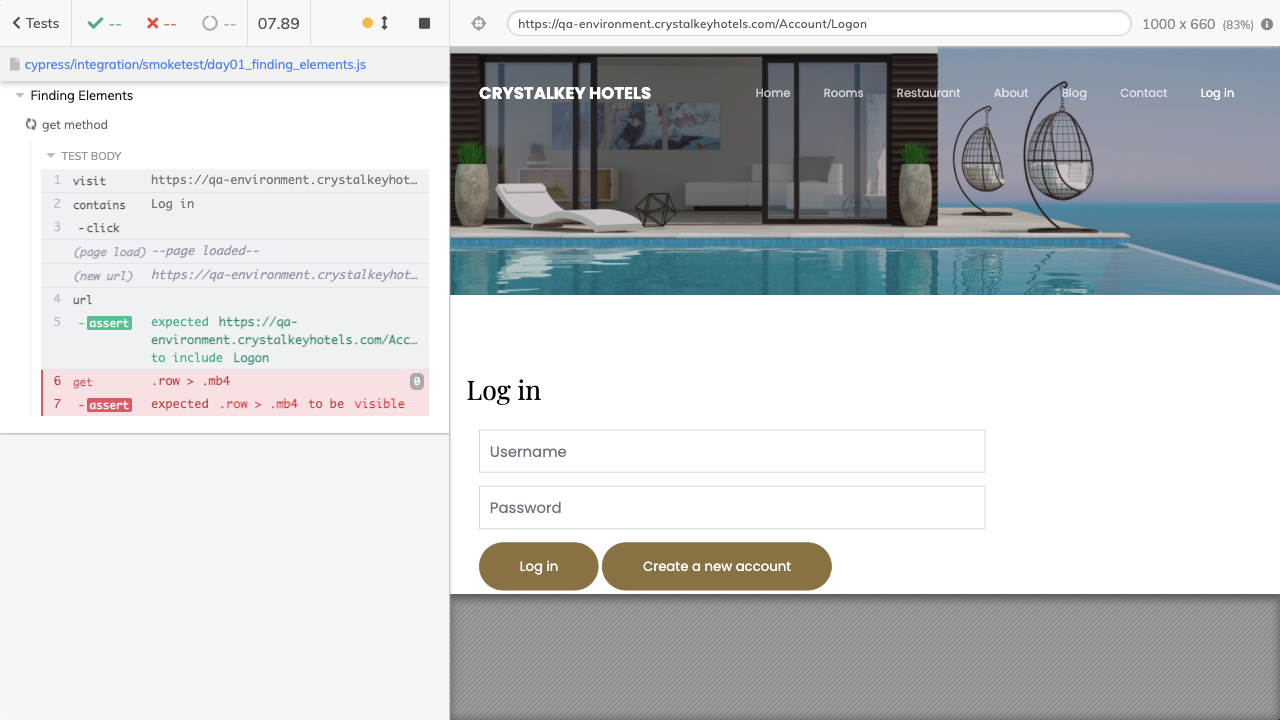 Tests -- -- -- 07.89
cypress/integration/smoketest/day01_finding_elements.js
Finding Elements
get method
TEST BODY
1 visit https://qa-environment.crystalkeyhot...
2 contains Log in
3 -click
(page load) --page loaded--
(new url) https://qa-environment.crystalkeyhot...
4 url
5 -assert expected https://qa-
environment.crystalkeyhotels.com/Acc...
to include Logon
6 get .row > .mb4 0
7 -assert expected .row > .mb4 to be visible
https://qa-environment.crystalkeyhotels.com/Account/Logon 1000 x 660 (83%)
CRYSTALKEY HOTELS Home Rooms Restaurant About Blog Contact Log in
Log in
Username
Password
Log in Create a new account